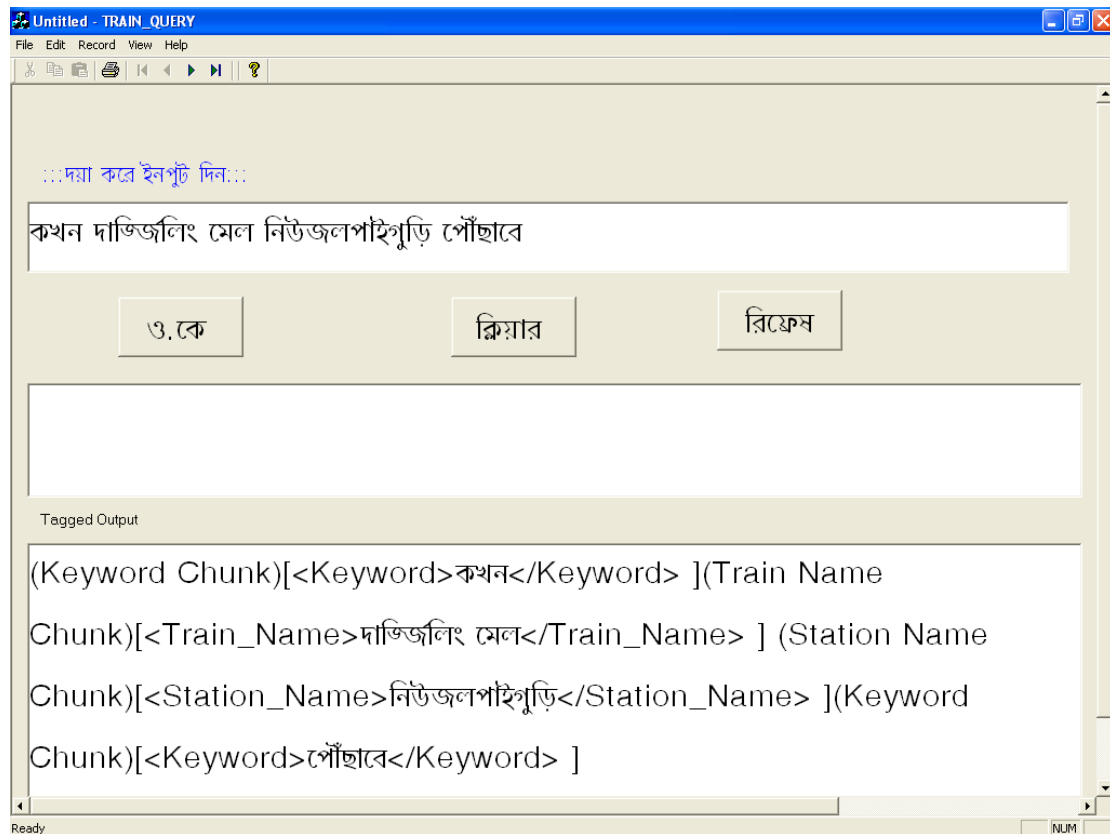 Untitled - TRAIN_QUERY
File Edit Record View Help
:::দয়া করে ইনপুট দিন:::
কখন দার্জ্জিলিং মেল নিউজলপাইগুড়ি পৌঁছাবে
ও.কে ক্লিয়ার রিফ্রেষ
Tagged Output
(Keyword Chunk)[<Keyword>কখন</Keyword> ](Train Name
Chunk)[<Train_Name>দার্জ্জিলিং মেল</Train_Name> ] (Station Name
Chunk)[<Station_Name>নিউজলপাইগুড়ি</Station_Name> ](Keyword
Chunk)[<Keyword>পৌঁছাবে</Keyword> ]
Ready NUM